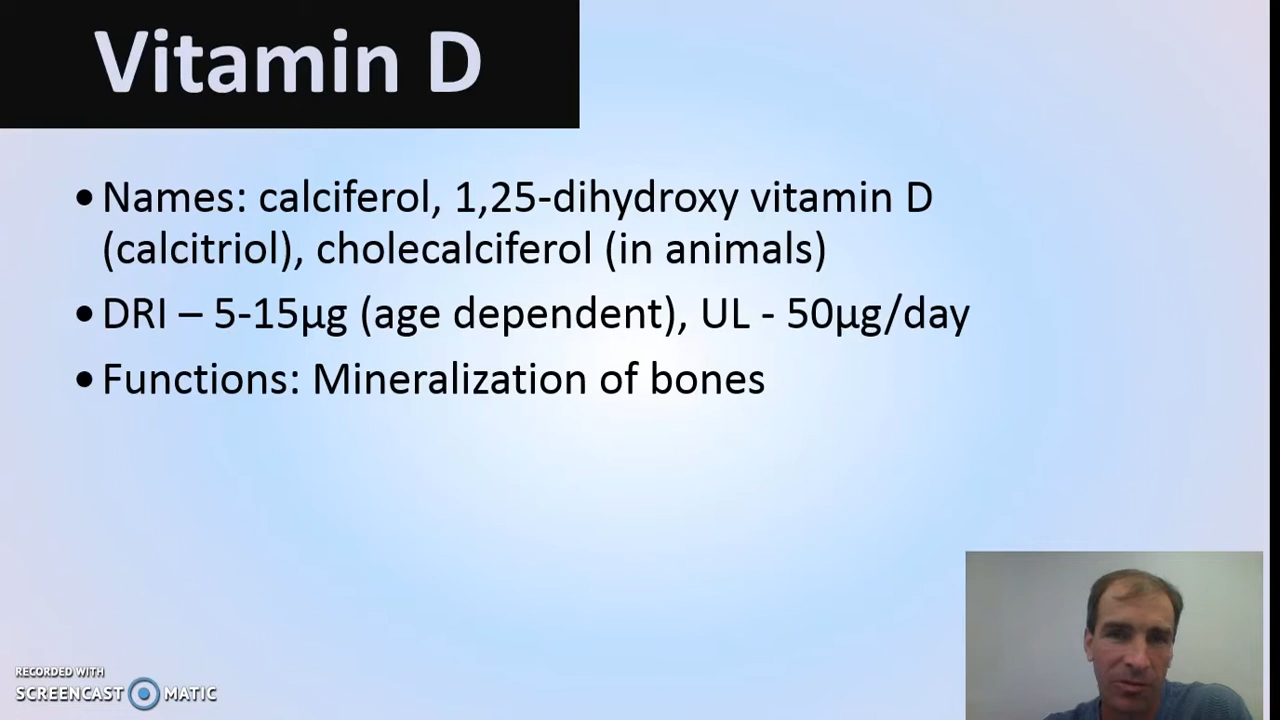 Vitamin D
•Names: calciferol, 1,25-dihydroxy vitamin D
(calcitriol), cholecalciferol (in animals)
•DRI – 5-15µg (age dependent), UL - 50µg/day
•Functions: Mineralization of bones
RECORDED WITH
SCREENCAST MATIC